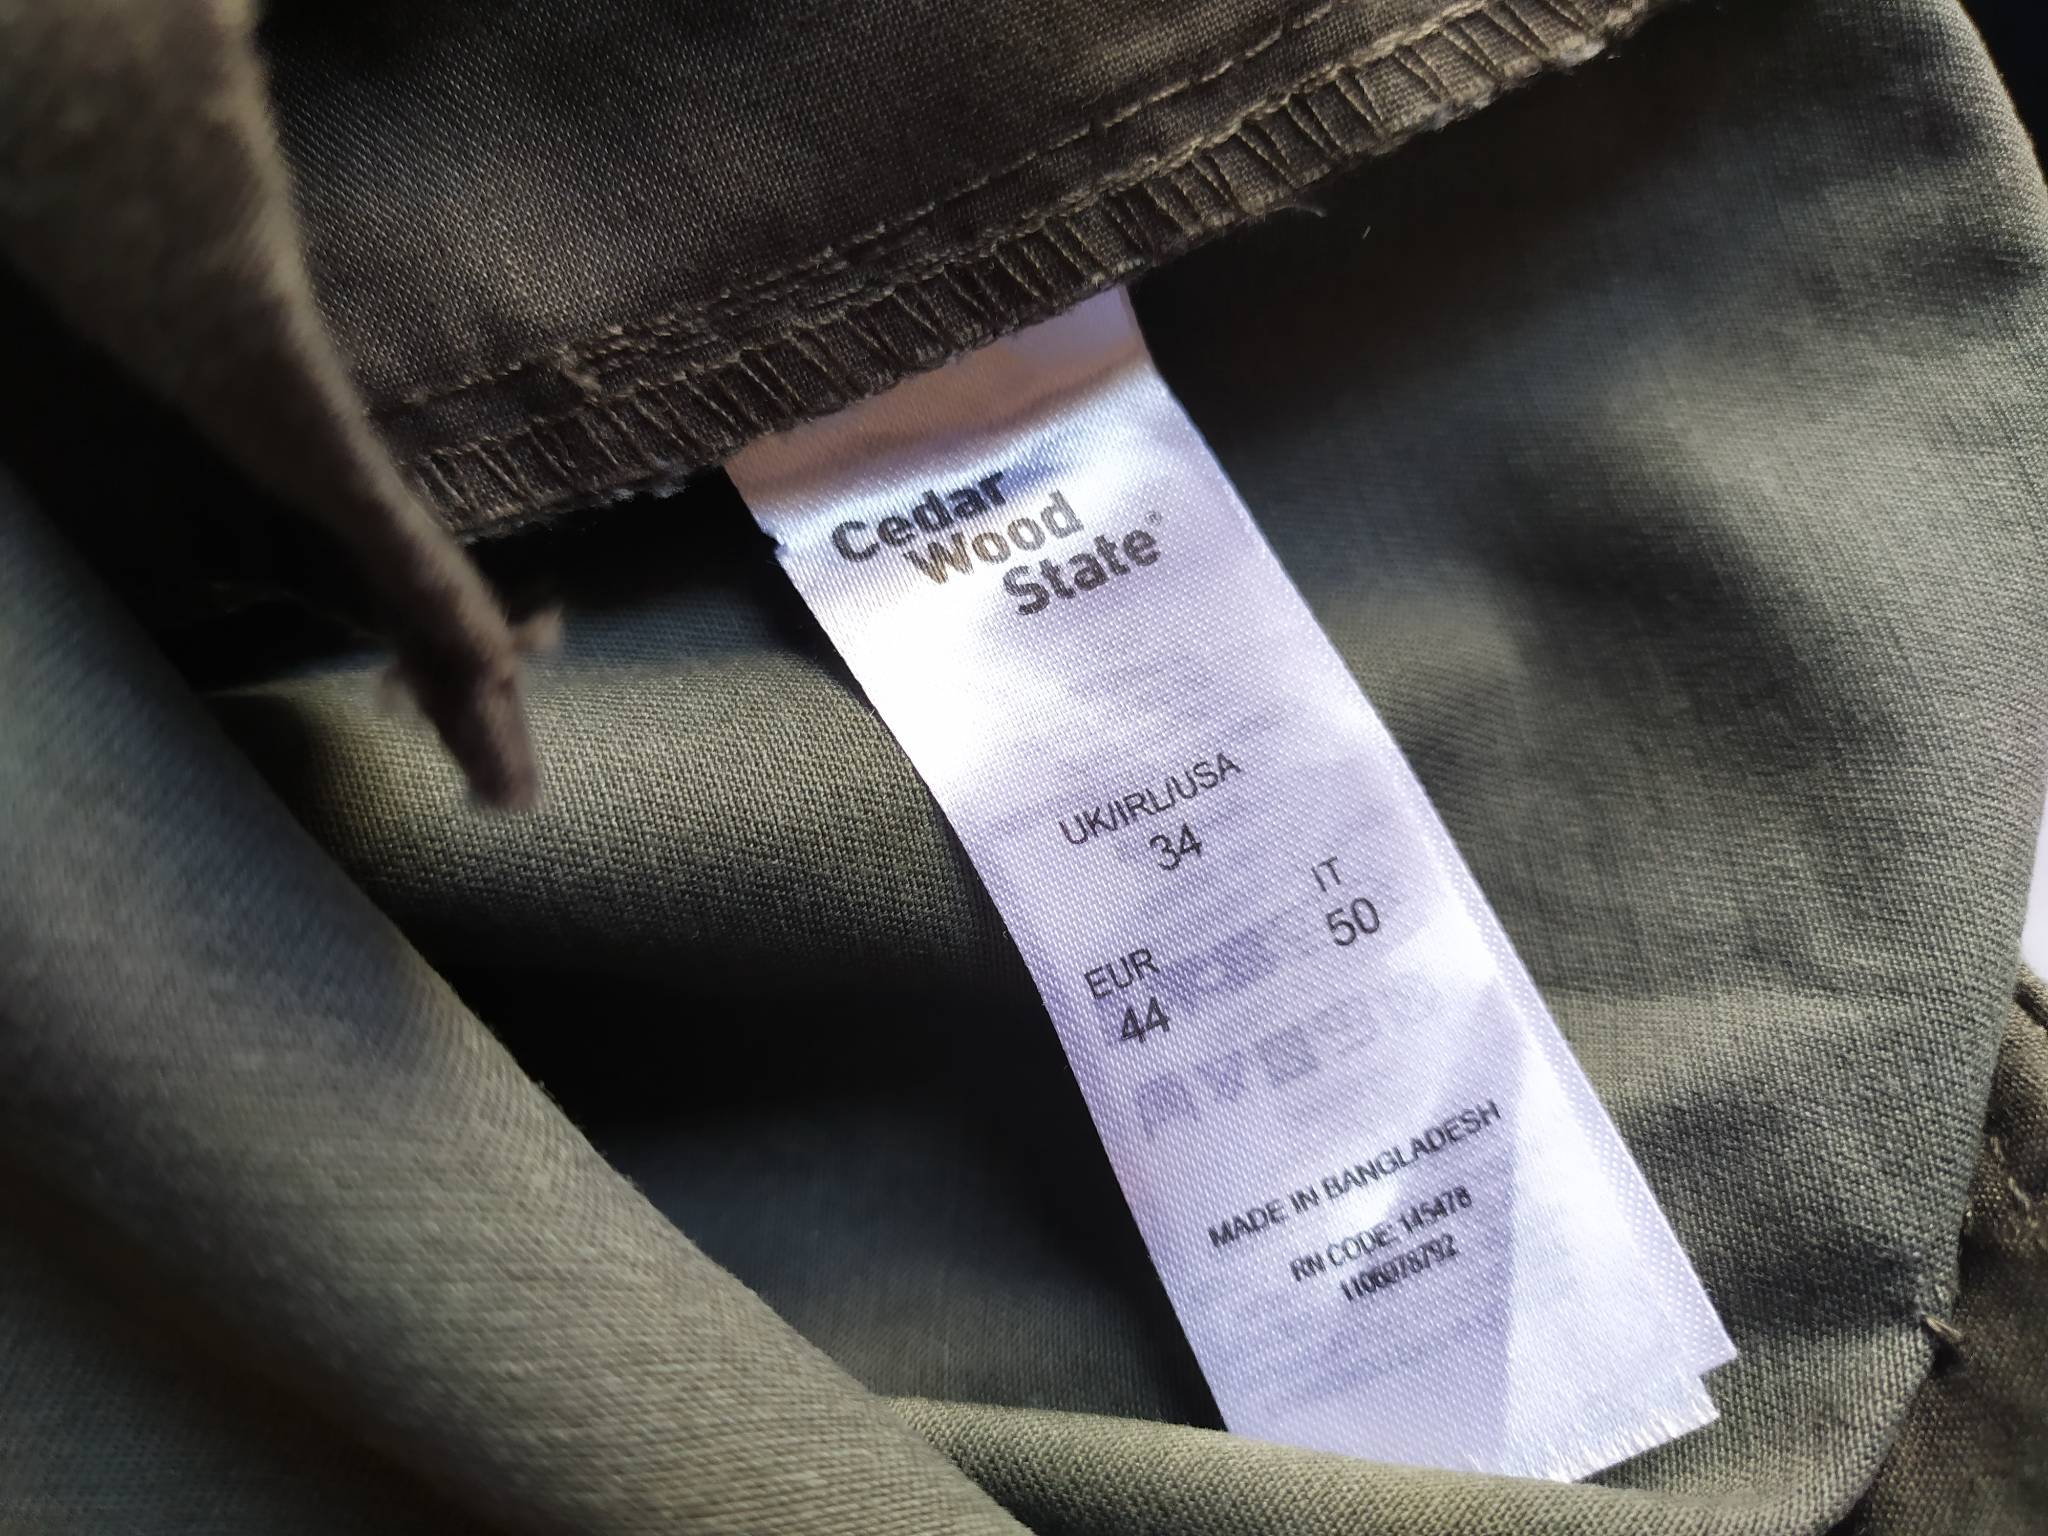 Cedar
Wood
State®
UK/IRL/USA
34
IT
50
EUR
44
MADE IN BANGLADESH
RN CODE: 145478